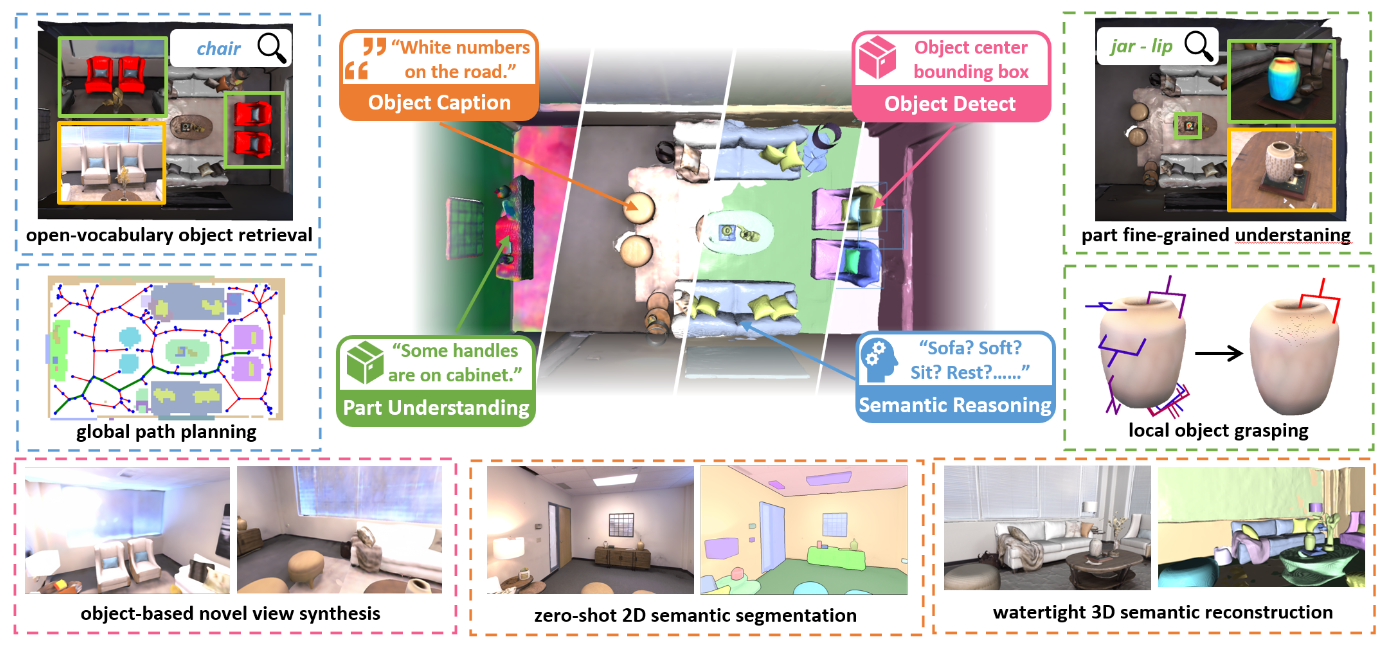 chair
open-vocabulary object retrieval
global path planning
“White numbers
on the road.”
Object Caption
Object center
bounding box
Object Detect
“Some handles
are on cabinet.”
Part Understanding
“Sofa? Soft?
Sit? Rest?......”
Semantic Reasoning
jar - lip
part fine-grained understaning
local object grasping
object-based novel view synthesis
zero-shot 2D semantic segmentation
watertight 3D semantic reconstruction